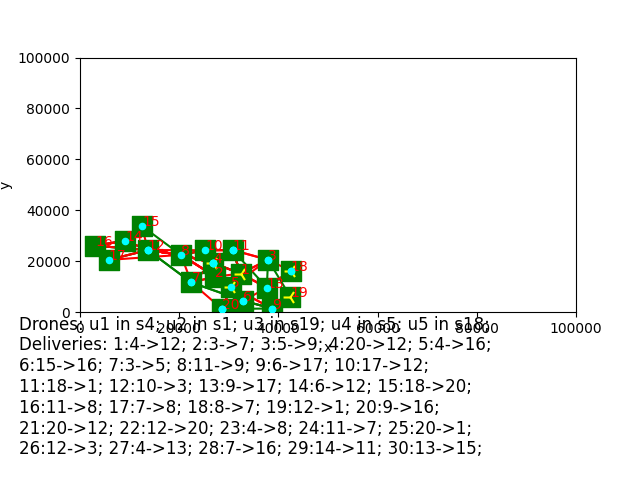 100000
80000
60000
40000
20000
0
y
0 20000 40000 60000 80000 100000
x
Drones: u1 in s4; u2 in s1; u3 in s19; u4 in s5; u5 in s18;
Deliveries: 1:4->12; 2:3->7; 3:5->9; 4:20->12; 5:4->16;
6:15->16; 7:3->5; 8:11->9; 9:6->17; 10:17->12;
11:18->1; 12:10->3; 13:9->17; 14:6->12; 15:18->20;
16:11->8; 17:7->8; 18:8->7; 19:12->1; 20:9->16;
21:20->12; 22:12->20; 23:4->8; 24:11->7; 25:20->1;
26:12->3; 27:4->13; 28:7->16; 29:14->11; 30:13->15;